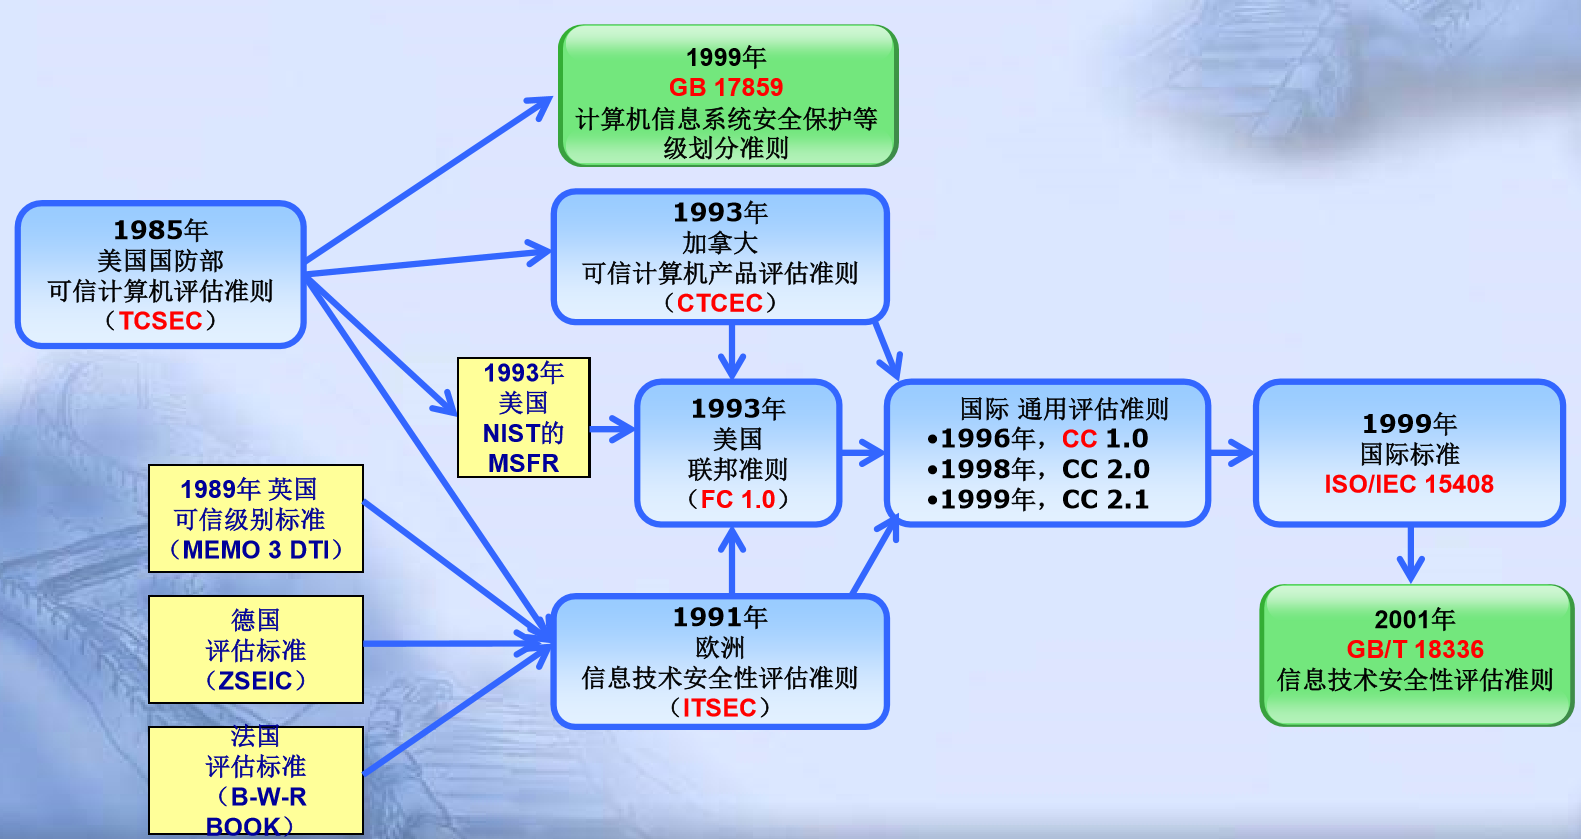 1999年
GB 17859
计算机信息系统安全保护等
级划分准则
1985年
美国国防部
可信计算机评估准则
（TCSEC）
1993年
加拿大
可信计算机产品评估准则
（CTCEC）
1993年
美国
NIST的
MSFR
1993年
美国
联邦准则
（FC 1.0）
国际 通用评估准则
•1996年，CC 1.0
•1998年，CC 2.0
•1999年，CC 2.1
1999年
国际标准
ISO/IEC 15408
1989年 英国
可信级别标准
（MEMO 3 DTI）
德国
评估标准
（ZSEIC）
法国
评估标准
（B-W-R
BOOK）
1991年
欧洲
信息技术安全性评估准则
（ITSEC）
2001年
GB/T 18336
信息技术安全性评估准则